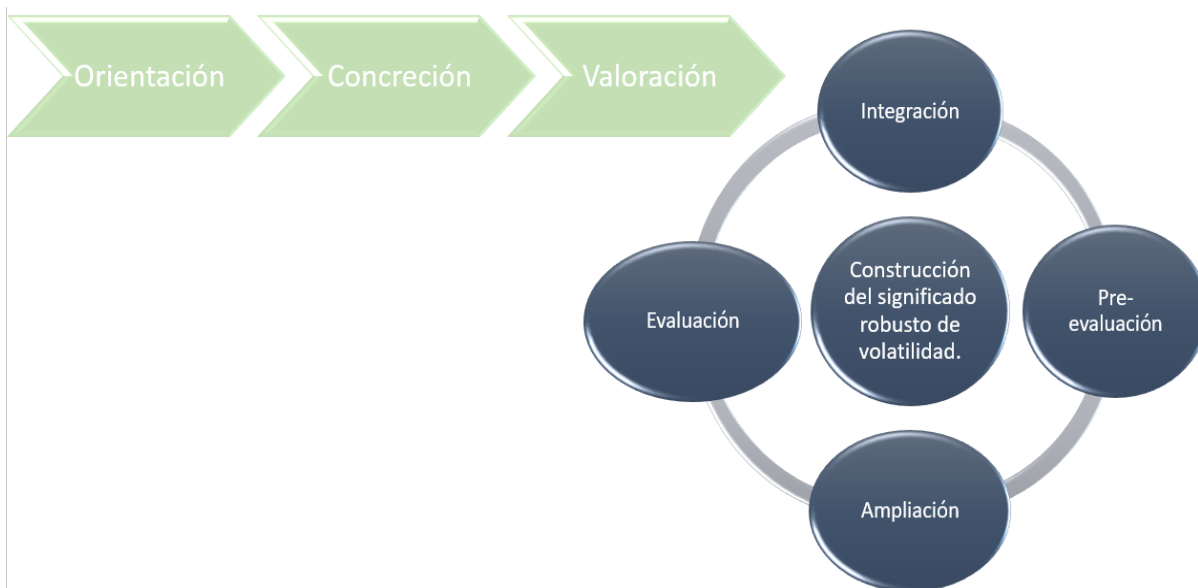 Orientación
Concreción
Valoración
Integración
Construcción
del significado
robusto de
volatilidad.
Pre-
evaluación
Evaluación
Ampliación